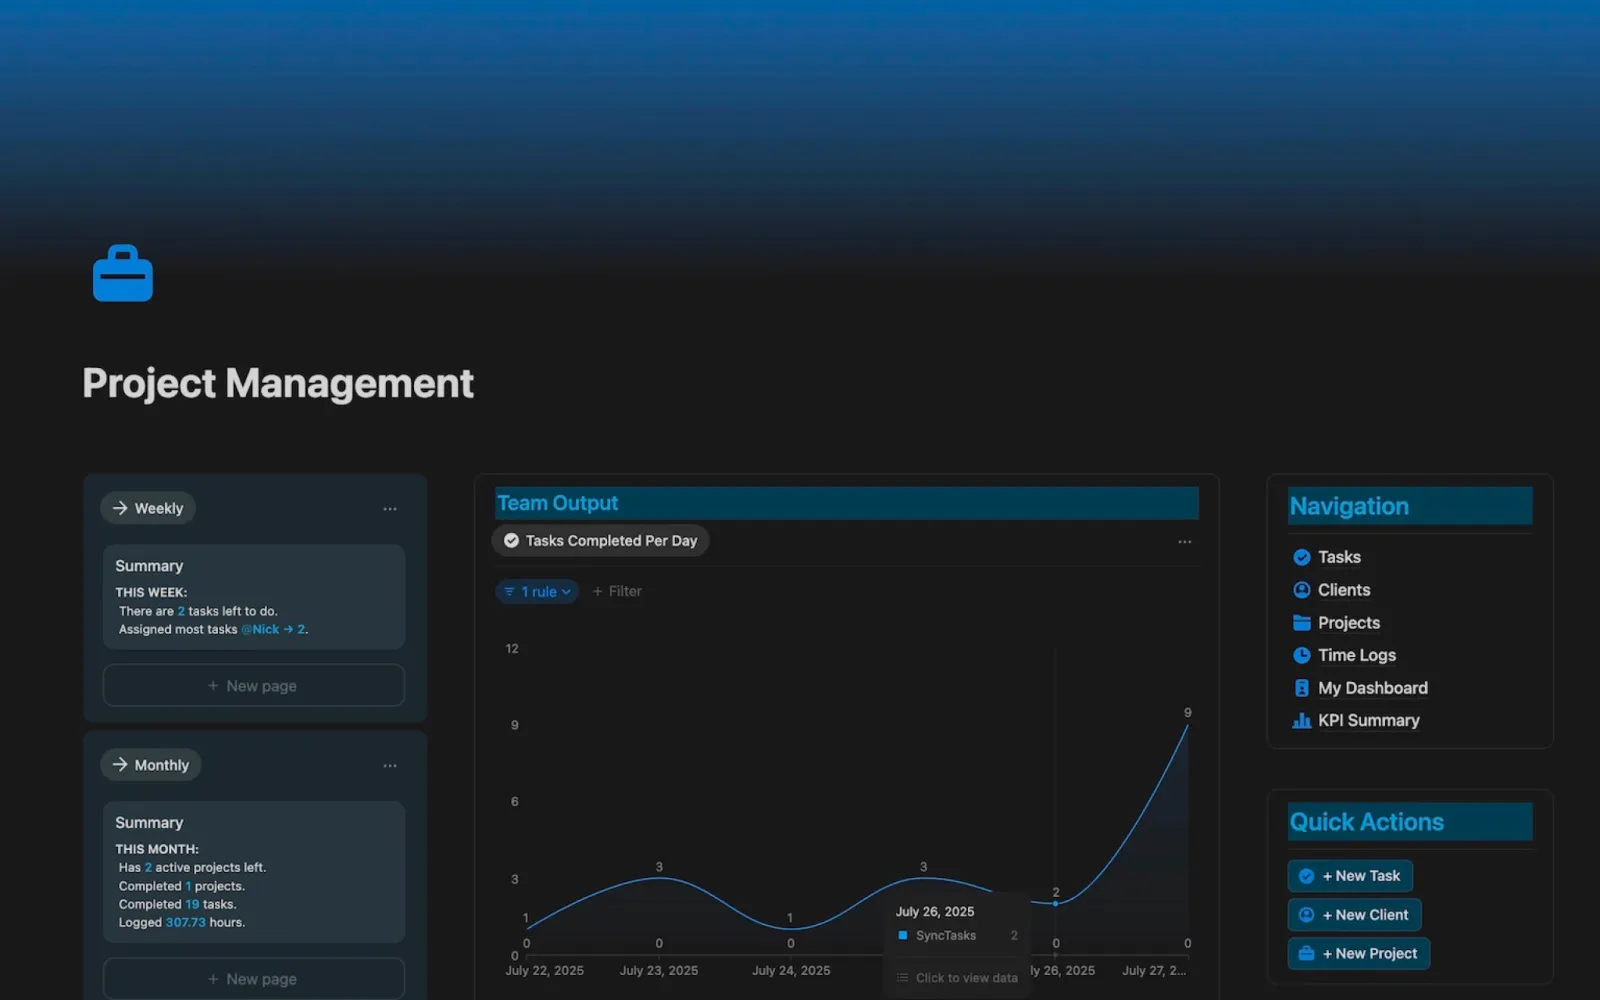 Project Management
Weekly
Summary
THIS WEEK:
There are 2 tasks left to do.
Assigned most tasks @Nick → 2.
+ New page
Monthly
Summary
THIS MONTH:
Has 2 active projects left.
Completed 1 projects.
Completed 19 tasks.
Logged 307.73 hours.
+ New page
Team Output
Tasks Completed Per Day
1 rule
+ Filter
12
9
6
3
0
1
3
1
3
2
9
0
0
0
0
0
July 22, 2025
July 23, 2025
July 24, 2025
ly 26, 2025
July 27, 2...
July 26, 2025
SyncTasks 2
Click to view data
Navigation
Tasks
Clients
Projects
Time Logs
My Dashboard
KPI Summary
Quick Actions
+ New Task
+ New Client
+ New Project